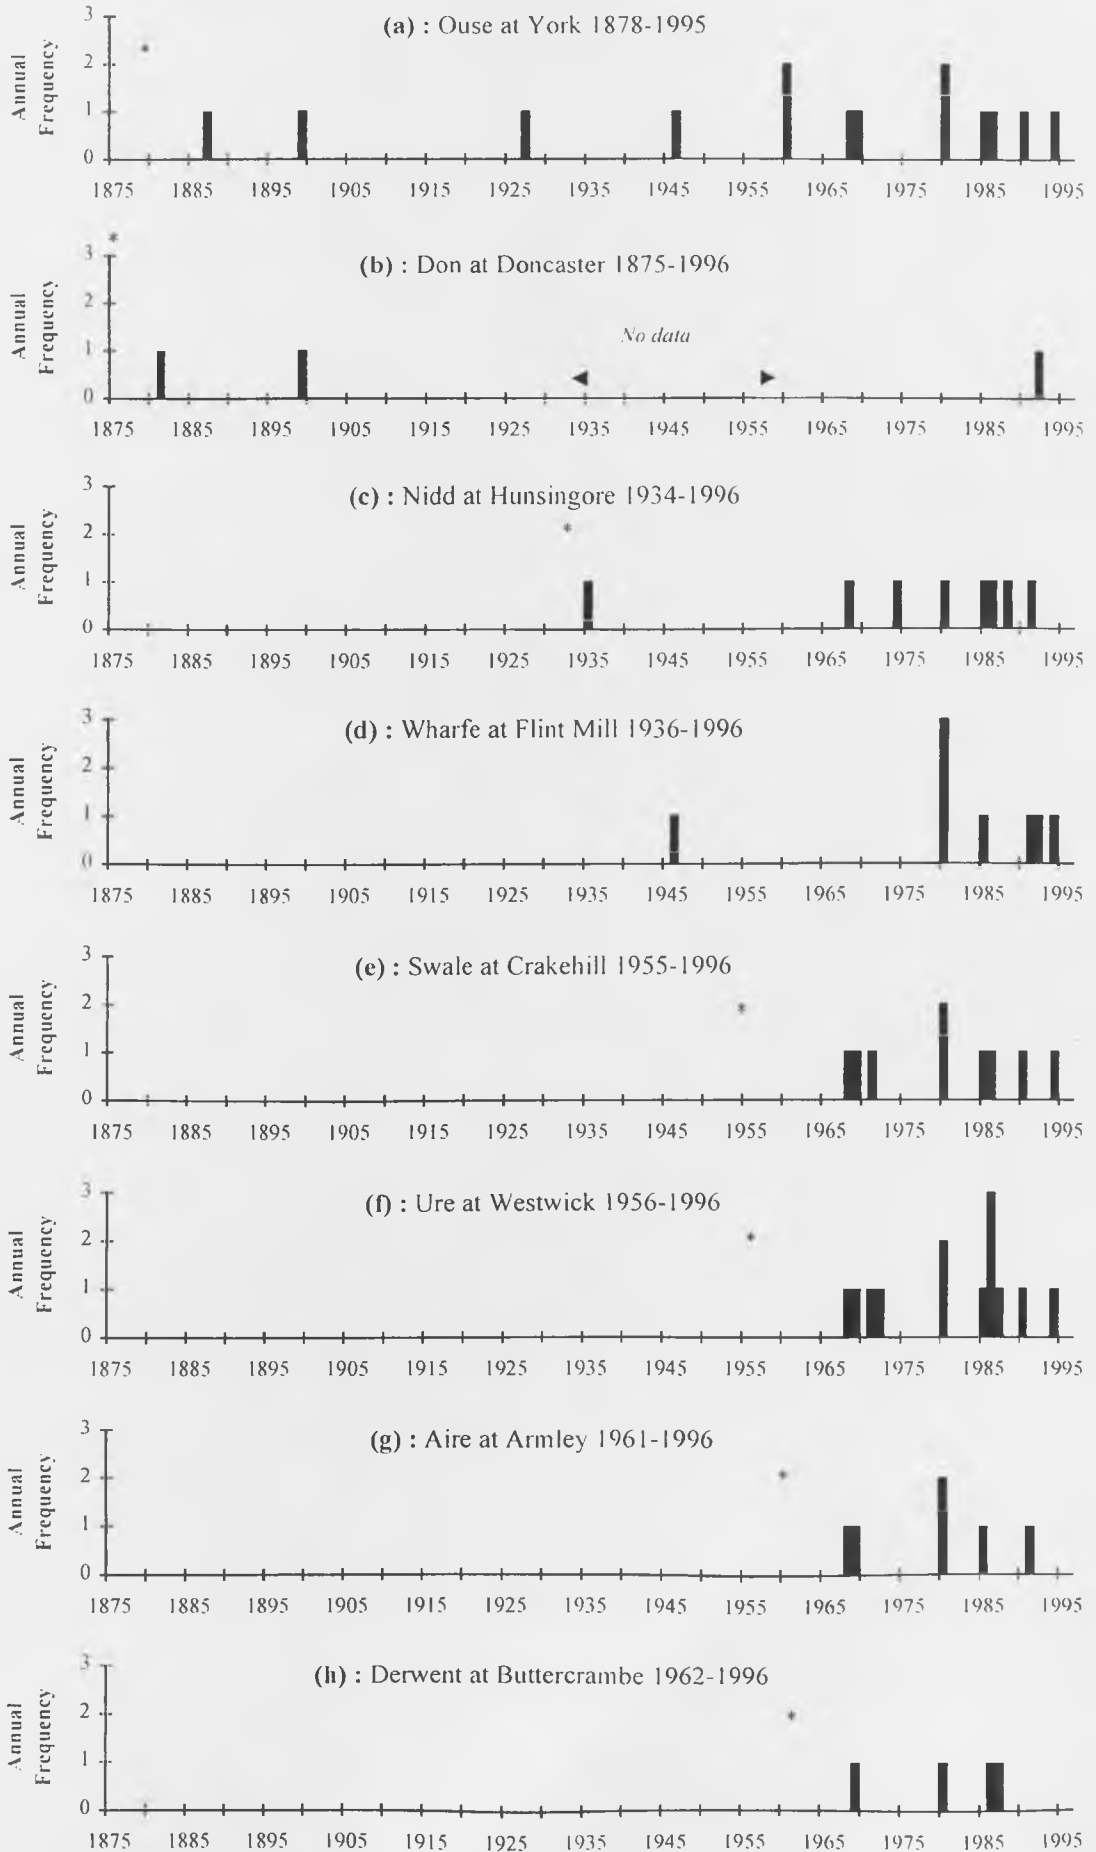 (a) : Ouse at York 1878-1995
Annual
Frequency
3
2
1
0
*
1875 1885 1895 1905 1915 1925 1935 1945 1955 1965 1975 1985 1995
(b) : Don at Doncaster 1875-1996
Annual
Frequency
*
3
2
1
0
No data
1875 1885 1895 1905 1915 1925 1935 1945 1955 1965 1975 1985 1995
(c) : Nidd at Hunsingore 1934-1996
Annual
Frequency
3
2
1
0
*
1875 1885 1895 1905 1915 1925 1935 1945 1955 1965 1975 1985 1995
(d) : Wharfe at Flint Mill 1936-1996
Annual
Frequency
3
2
1
0
1875 1885 1895 1905 1915 1925 1935 1945 1955 1965 1975 1985 1995
(e) : Swale at Crakehill 1955-1996
Annual
Frequency
3
2
1
0
*
1875 1885 1895 1905 1915 1925 1935 1945 1955 1965 1975 1985 1995
(f) : Ure at Westwick 1956-1996
Annual
Frequency
3
2
1
0
*
1875 1885 1895 1905 1915 1925 1935 1945 1955 1965 1975 1985 1995
(g) : Aire at Armley 1961-1996
Annual
Frequency
3
2
1
0
*
1875 1885 1895 1905 1915 1925 1935 1945 1955 1965 1975 1985 1995
(h) : Derwent at Buttercrambe 1962-1996
Annual
Frequency
3
2
1
0
*
1875 1885 1895 1905 1915 1925 1935 1945 1955 1965 1975 1985 1995